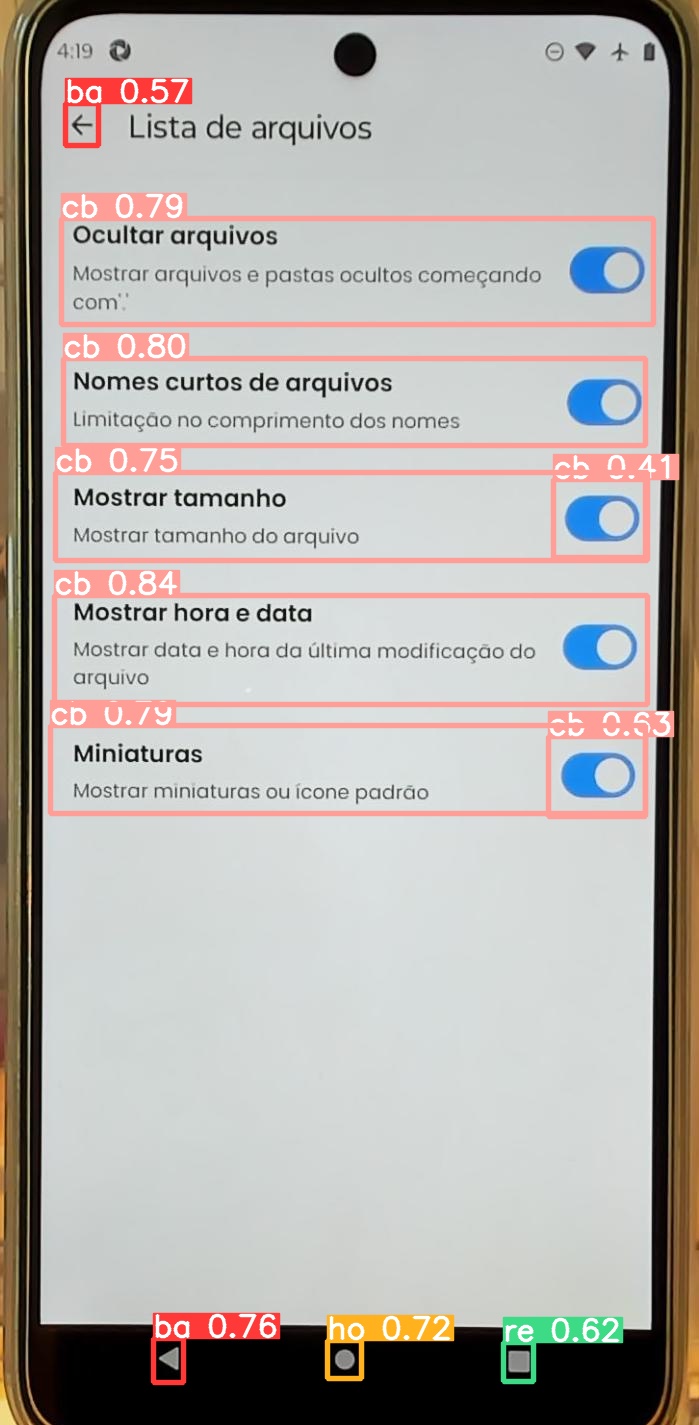 4:19
ba 0.57
Lista de arquivos
cb 0.79
Ocultar arquivos
Mostrar arquivos e pastas ocultos começando
com'.'
cb 0.80
Nomes curtos de arquivos
Limitação no comprimento dos nomes
cb 0.75
cb 0.41
Mostrar tamanho
Mostrar tamanho do arquivo
cb 0.84
Mostrar hora e data
Mostrar data e hora da última modificação do
arquivo
cb 0.79
cb 0.63
Miniaturas
Mostrar miniaturas ou ícone padrão
ba 0.76
ho 0.72
re 0.62